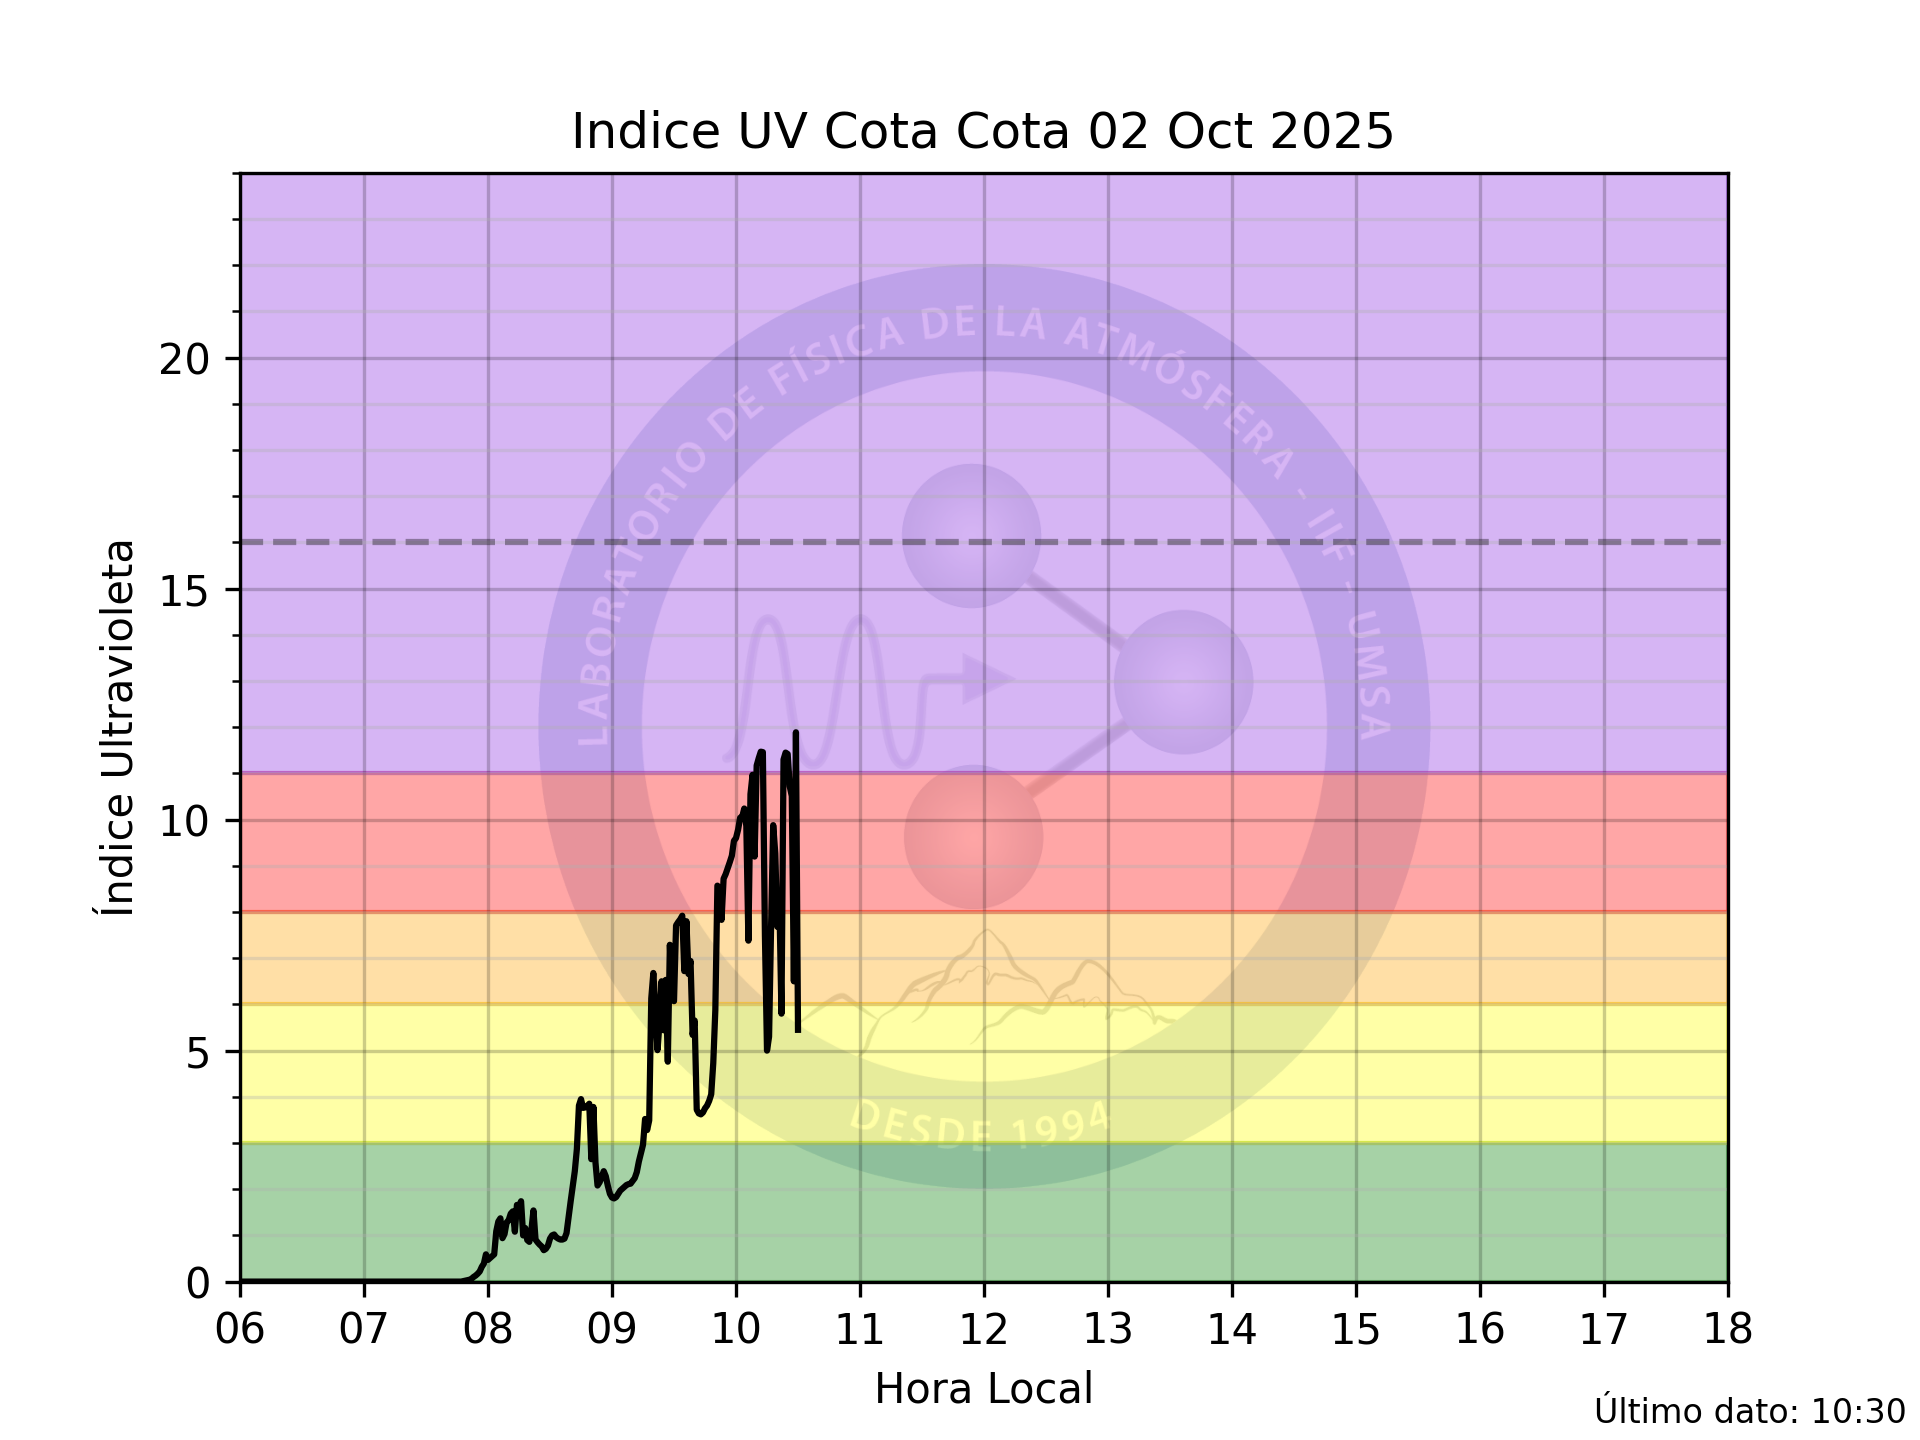 Indice UV Cota Cota 02 Oct 2025
Índice Ultravioleta
20
15
10
5
0
LABORATORIO DE FÍSICA DE LA ATMÓSFERA - IIF - UMSA
DESDE 1994
06 07 08 09 10 11 12 13 14 15 16 17 18
Hora Local
Último dato: 10:30